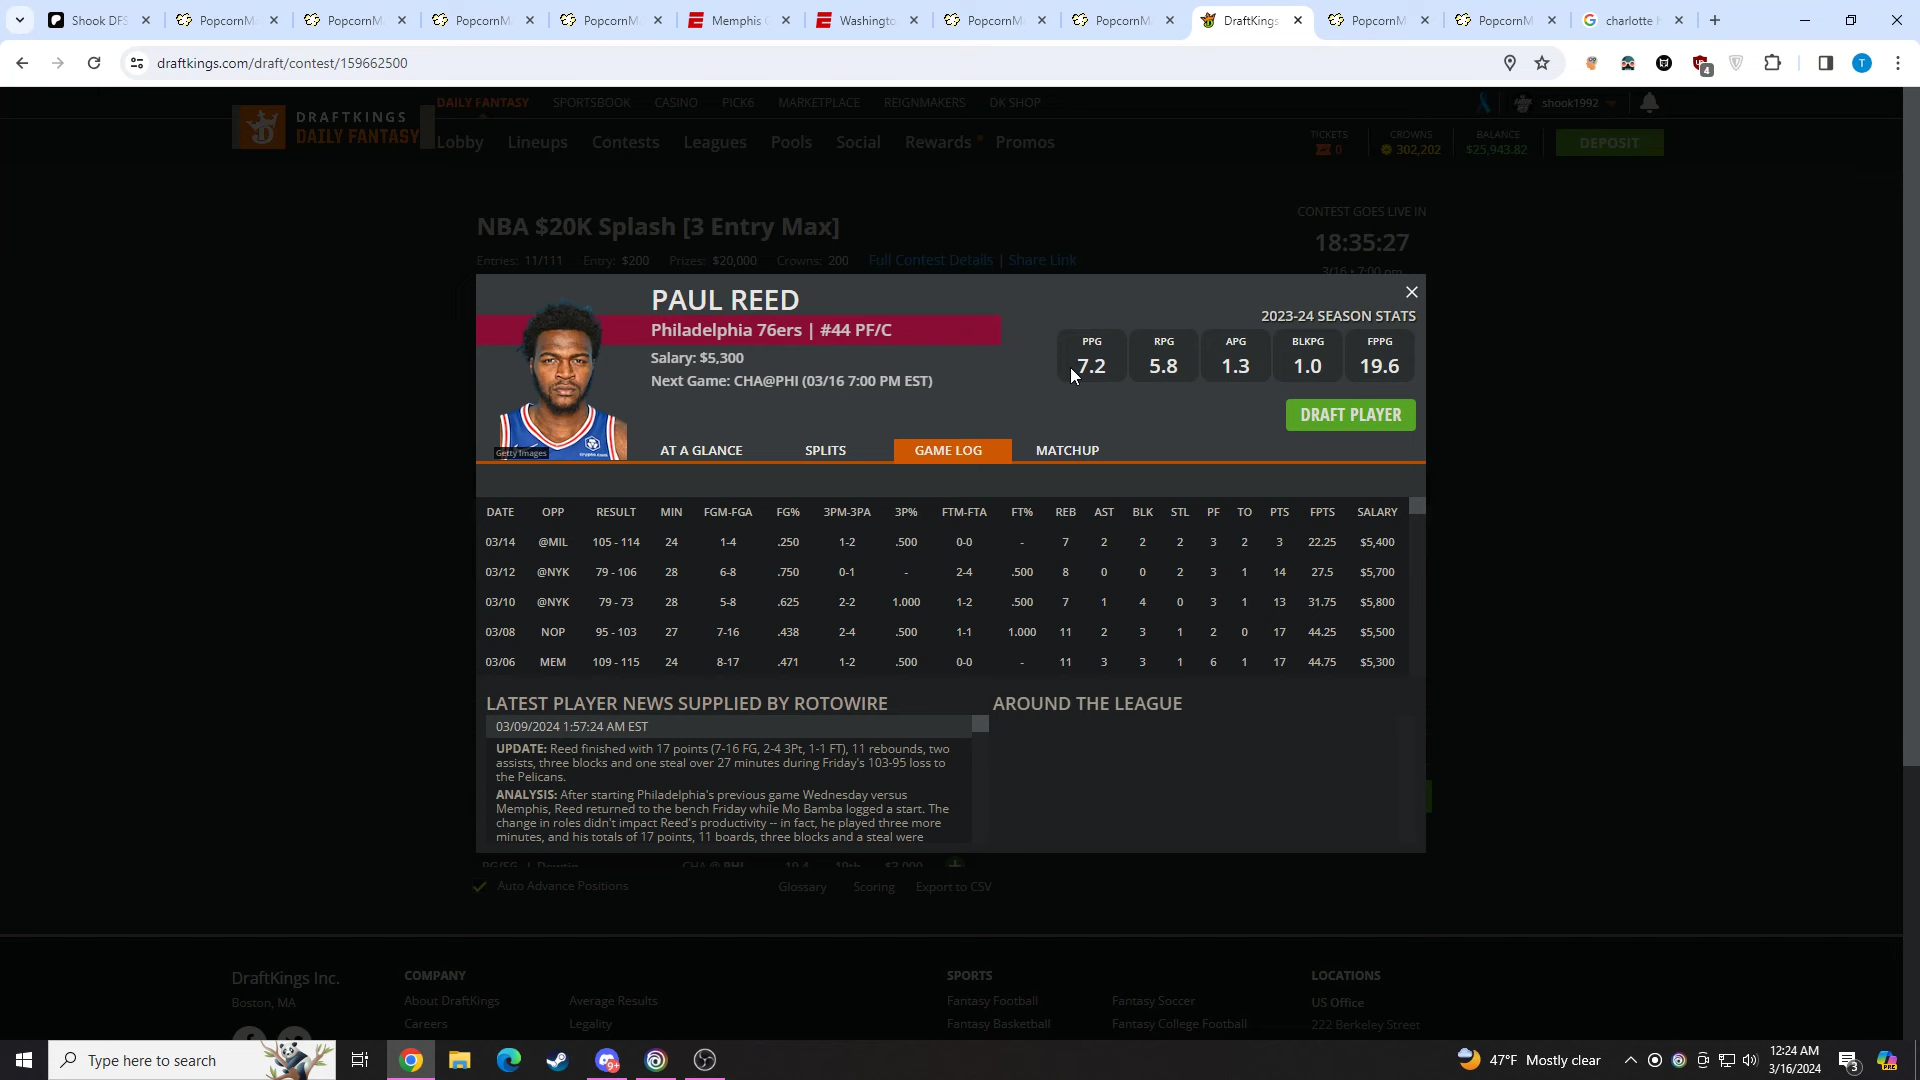 Shook DFS
PopcornM
PopcornM
PopcornM
PopcornM
Memphis
Washingto
PopcornM
PopcornM
DraftKings
PopcornM
PopcornM
charlotte
draftkings.com/draft/contest/159662500
4
T
DRAFTKINGS
DAILY FANTASY
DAILY FANTASY SPORTSBOOK CASINO PICK6 MARKETPLACE REIGNMAKERS DK SHOP
shook1992
Lobby Lineups Contests Leagues Pools Social Rewards Promos
TICKETS CROWNS BALANCE
0 302,202 $25,943.82
DEPOSIT
NBA $20K Splash [3 Entry Max]
CONTEST GOES LIVE IN
18:35:27
Entries: 11/111 Entry: $200 Prizes: $20,000 Crowns: 200 Full Contest Details | Share Link
3/16 • 7:00 pm
PAUL REED
Philadelphia 76ers | #44 PF/C
Salary: $5,300
Next Game: CHA@PHI (03/16 7:00 PM EST)
Getty Images
2023-24 SEASON STATS
PPG RPG APG BLKPG FPPG
7.2 5.8 1.3 1.0 19.6
DRAFT PLAYER
AT A GLANCE SPLITS GAME LOG MATCHUP
DATE OPP RESULT MIN FGM-FGA FG% 3PM-3PA 3P% FTM-FTA FT% REB AST BLK STL PF TO PTS FPTS SALARY
03/14 @MIL 105 - 114 24 1-4 .250 1-2 .500 0-0 - 7 2 2 2 3 2 3 22.25 $5,400
03/12 @NYK 79 - 106 28 6-8 .750 0-1 - 2-4 .500 8 0 0 2 3 1 14 27.5 $5,700
03/10 @NYK 79 - 73 28 5-8 .625 2-2 1.000 1-2 .500 7 1 4 0 3 1 13 31.75 $5,800
03/08 NOP 95 - 103 27 7-16 .438 2-4 .500 1-1 1.000 11 2 3 1 2 0 17 44.25 $5,500
03/06 MEM 109 - 115 24 8-17 .471 1-2 .500 0-0 - 11 3 3 1 6 1 17 44.75 $5,300
LATEST PLAYER NEWS SUPPLIED BY ROTOWIRE
AROUND THE LEAGUE
03/09/2024 1:57:24 AM EST
UPDATE: Reed finished with 17 points (7-16 FG, 2-4 3Pt, 1-1 FT), 11 rebounds, two
assists, three blocks and one steal over 27 minutes during Friday's 103-95 loss to
the Pelicans.
ANALYSIS: After starting Philadelphia's previous game Wednesday versus
Memphis, Reed returned to the bench Friday while Mo Bamba logged a start. The
change in roles didn't impact Reed's productivity -- in fact, he played three more
minutes, and his totals of 17 points, 11 boards, three blocks and a steal were
PG/SG Dowtin CHA@PHI 10.4 19th $3,000
Auto Advance Positions
Glossary Scoring Export to CSV
DraftKings Inc.
Boston, MA
COMPANY
About DraftKings
Careers
Average Results
Legality
SPORTS
Fantasy Football
Fantasy Basketball
Fantasy Soccer
Fantasy College Football
LOCATIONS
US Office
222 Berkeley Street
Type here to search
9+
47°F Mostly clear
12:24 AM
3/16/2024
3
PRE